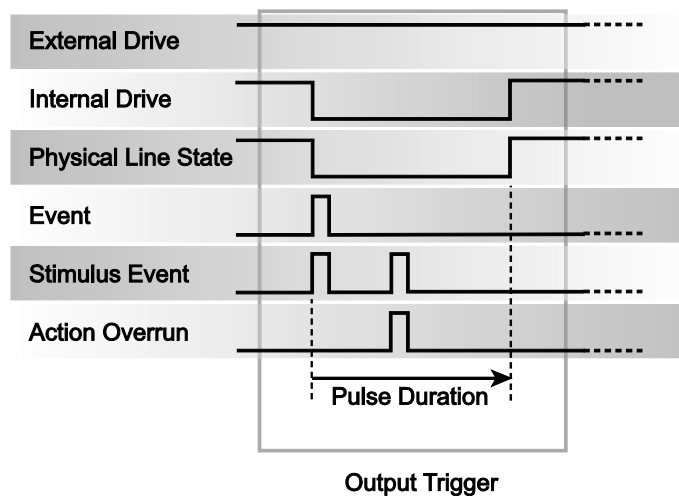 External Drive
Internal Drive
Physical Line State
Event
Stimulus Event
Action Overrun
Pulse Duration
Output Trigger